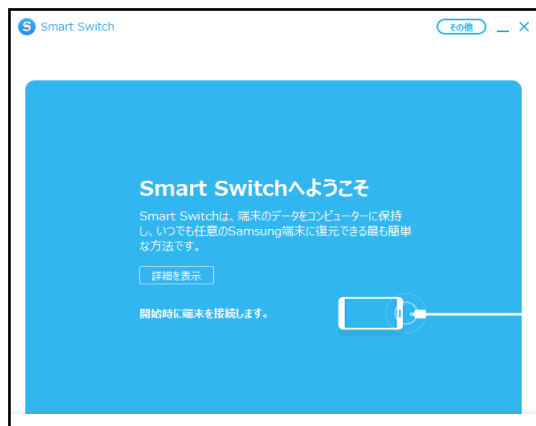 S Smart Switch その他
Smart Switchへようこそ
Smart Switchは、端末のデータをコンピューターに保持
し、いつでも任意のSamsung端末に復元できる最も簡単
な方法です。
詳細を表示
開始時に端末を接続します。